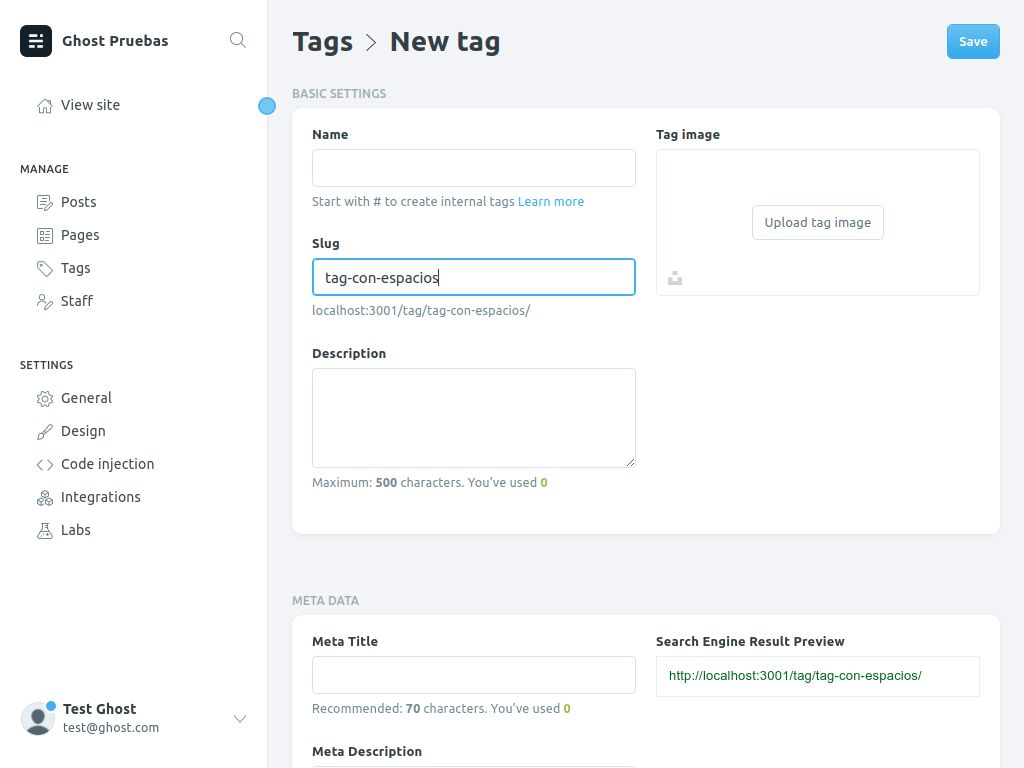 Ghost Pruebas
View site
MANAGE
Posts
Pages
Tags
Staff
SETTINGS
General
Design
Code injection
Integrations
Labs
Test Ghost
test@ghost.com
Tags > New tag
Save
BASIC SETTINGS
Name
Start with # to create internal tags Learn more
Slug
tag-con-espacios
localhost:3001/tag/tag-con-espacios/
Description
Maximum: 500 characters. You’ve used 0
Tag image
Upload tag image
META DATA
Meta Title
Recommended: 70 characters. You’ve used 0
Meta Description
Search Engine Result Preview
http://localhost:3001/tag/tag-con-espacios/